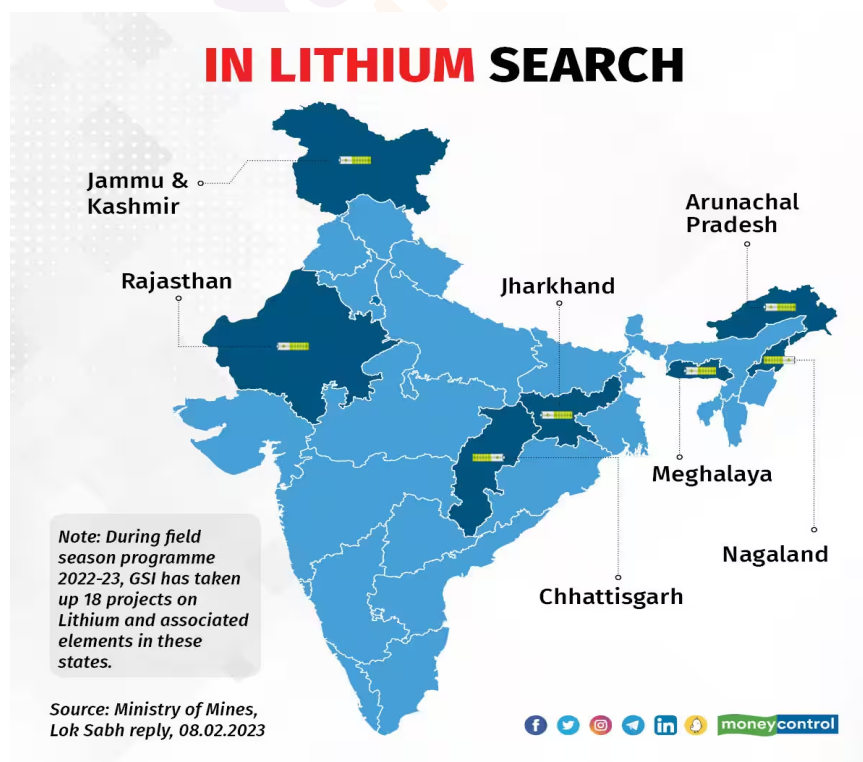 IN LITHIUM SEARCH
Jammu &
Kashmir
Arunachal
Pradesh
Rajasthan
Jharkhand
Meghalaya
Nagaland
Chhattisgarh
Note: During field
season programme
2022-23, GSI has taken
up 18 projects on
Lithium and associated
elements in these
states.
Source: Ministry of Mines,
Lok Sabh reply, 08.02.2023
moneycontrol